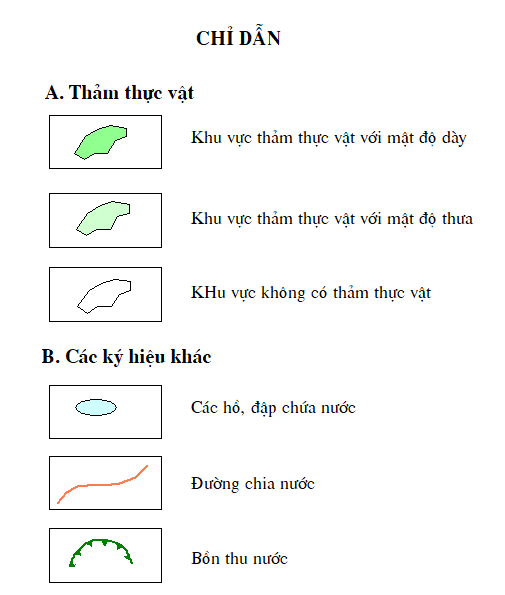 CHỈ DẪN
A. Thảm thực vật
Khu vực thảm thực vật với mật độ dày
Khu vực thảm thực vật với mật độ thưa
KHu vực không có thảm thực vật
B. Các ký hiệu khác
Các hồ, đập chứa nước
Đường chia nước
Bồn thu nước